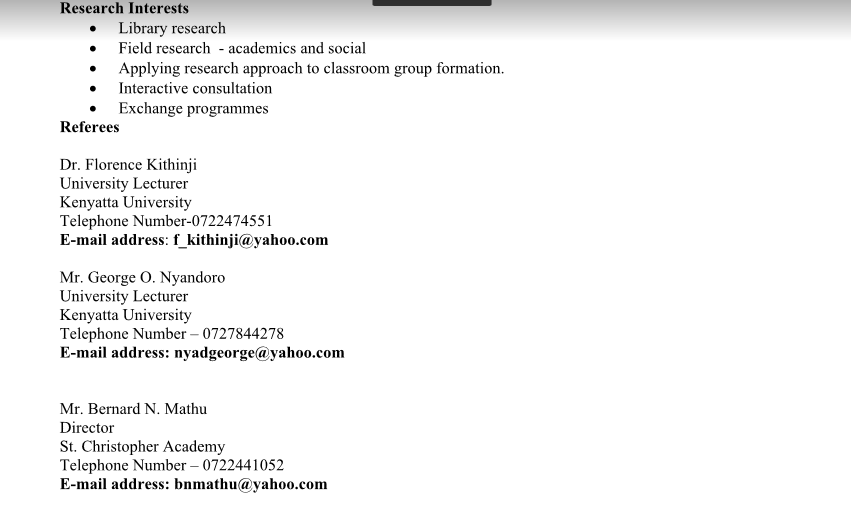 Research Interests
• Library research
• Field research - academics and social
• Applying research approach to classroom group formation.
• Interactive consultation
• Exchange programmes
Referees
Dr. Florence Kithinji
University Lecturer
Kenyatta University
Telephone Number-0722474551
E-mail address: f_kithinji@yahoo.com
Mr. George O. Nyandoro
University Lecturer
Kenyatta University
Telephone Number – 0727844278
E-mail address: nyadgeorge@yahoo.com
Mr. Bernard N. Mathu
Director
St. Christopher Academy
Telephone Number – 0722441052
E-mail address: bnmathu@yahoo.com